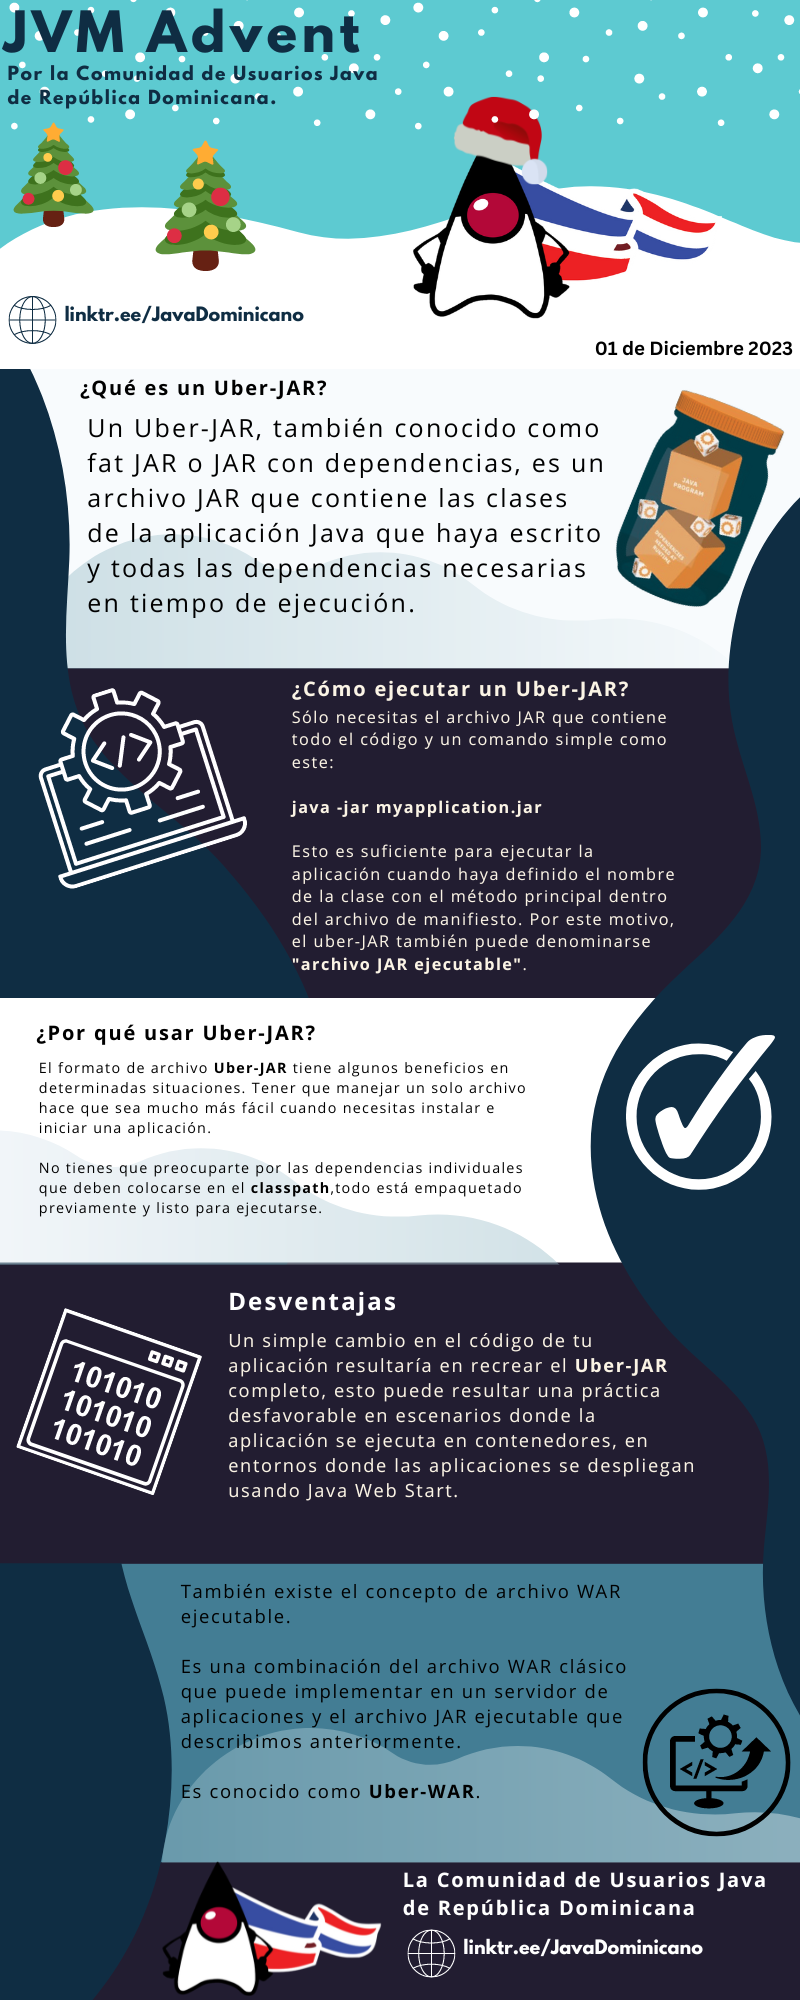 JVM Advent
Por la Comunidad de Usuarios Java
de República Dominicana.
linktr.ee/JavaDominicano
01 de Diciembre 2023
¿Qué es un Uber-JAR?
Un Uber-JAR, también conocido como
fat JAR o JAR con dependencias, es un
archivo JAR que contiene las clases
de la aplicación Java que haya escrito
y todas las dependencias necesarias
en tiempo de ejecución.
JAVA
PROGRAM
DEPENDENCIES
NEEDED AT
RUNTIME
¿Cómo ejecutar un Uber-JAR?
Sólo necesitas el archivo JAR que contiene
todo el código y un comando simple como
este:
java -jar myapplication.jar
Esto es suficiente para ejecutar la
aplicación cuando haya definido el nombre
de la clase con el método principal dentro
del archivo de manifiesto. Por este motivo,
el uber-JAR también puede denominarse
"archivo JAR ejecutable".
</>
¿Por qué usar Uber-JAR?
El formato de archivo Uber-JAR tiene algunos beneficios en
determinadas situaciones. Tener que manejar un solo archivo
hace que sea mucho más fácil cuando necesitas instalar e
iniciar una aplicación.
No tienes que preocuparte por las dependencias individuales
que deben colocarse en el classpath,todo está empaquetado
previamente y listo para ejecutarse.
Desventajas
Un simple cambio en el código de tu
aplicación resultaría en recrear el Uber-JAR
completo, esto puede resultar una práctica
desfavorable en escenarios donde la
aplicación se ejecuta en contenedores, en
entornos donde las aplicaciones se despliegan
usando Java Web Start.
101010
101010
101010
También existe el concepto de archivo WAR
ejecutable.
Es una combinación del archivo WAR clásico
que puede implementar en un servidor de
aplicaciones y el archivo JAR ejecutable que
describimos anteriormente.
Es conocido como Uber-WAR.
</>
La Comunidad de Usuarios Java
de República Dominicana
linktr.ee/JavaDominicano